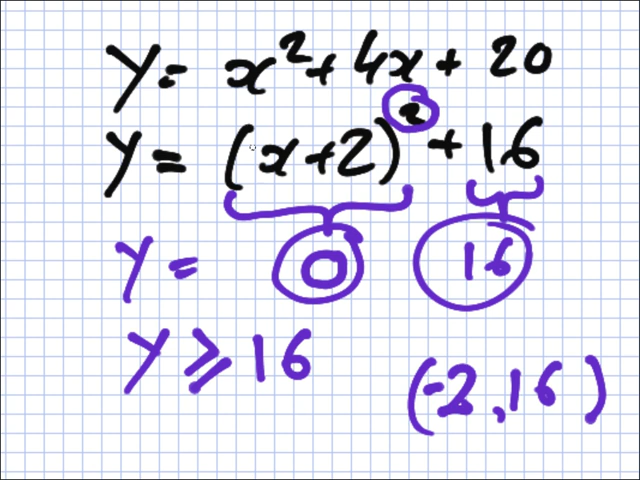 y = x² + 4x + 20
y = (x+2)² + 16
y = 0 16
y ⩾ 16
(-2, 16)